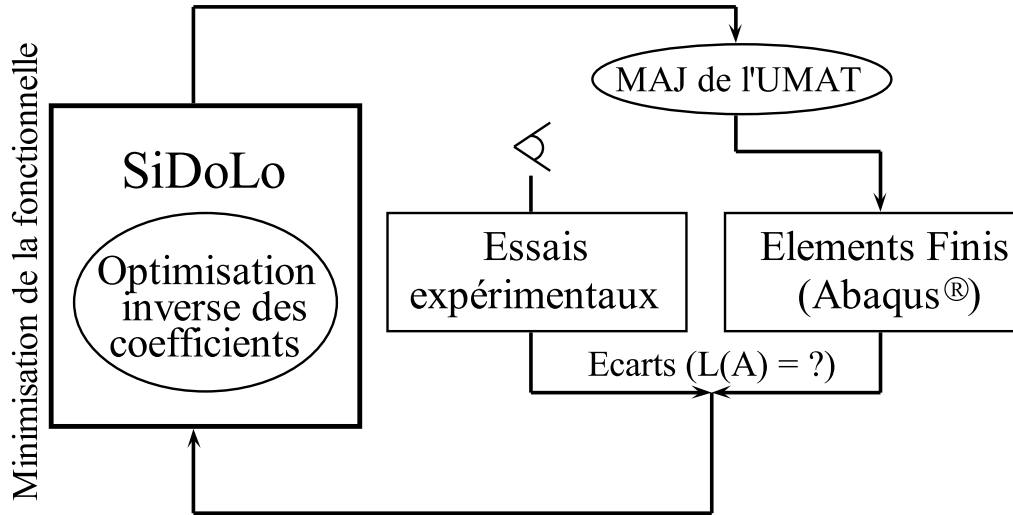 Minimisation de la fonctionnelle
MAJ de l'UMAT
SiDoLo
Optimisation
inverse des
coefficients
Essais
expérimentaux
Elements Finis
(Abaqus®)
Ecarts (L(A) = ?)